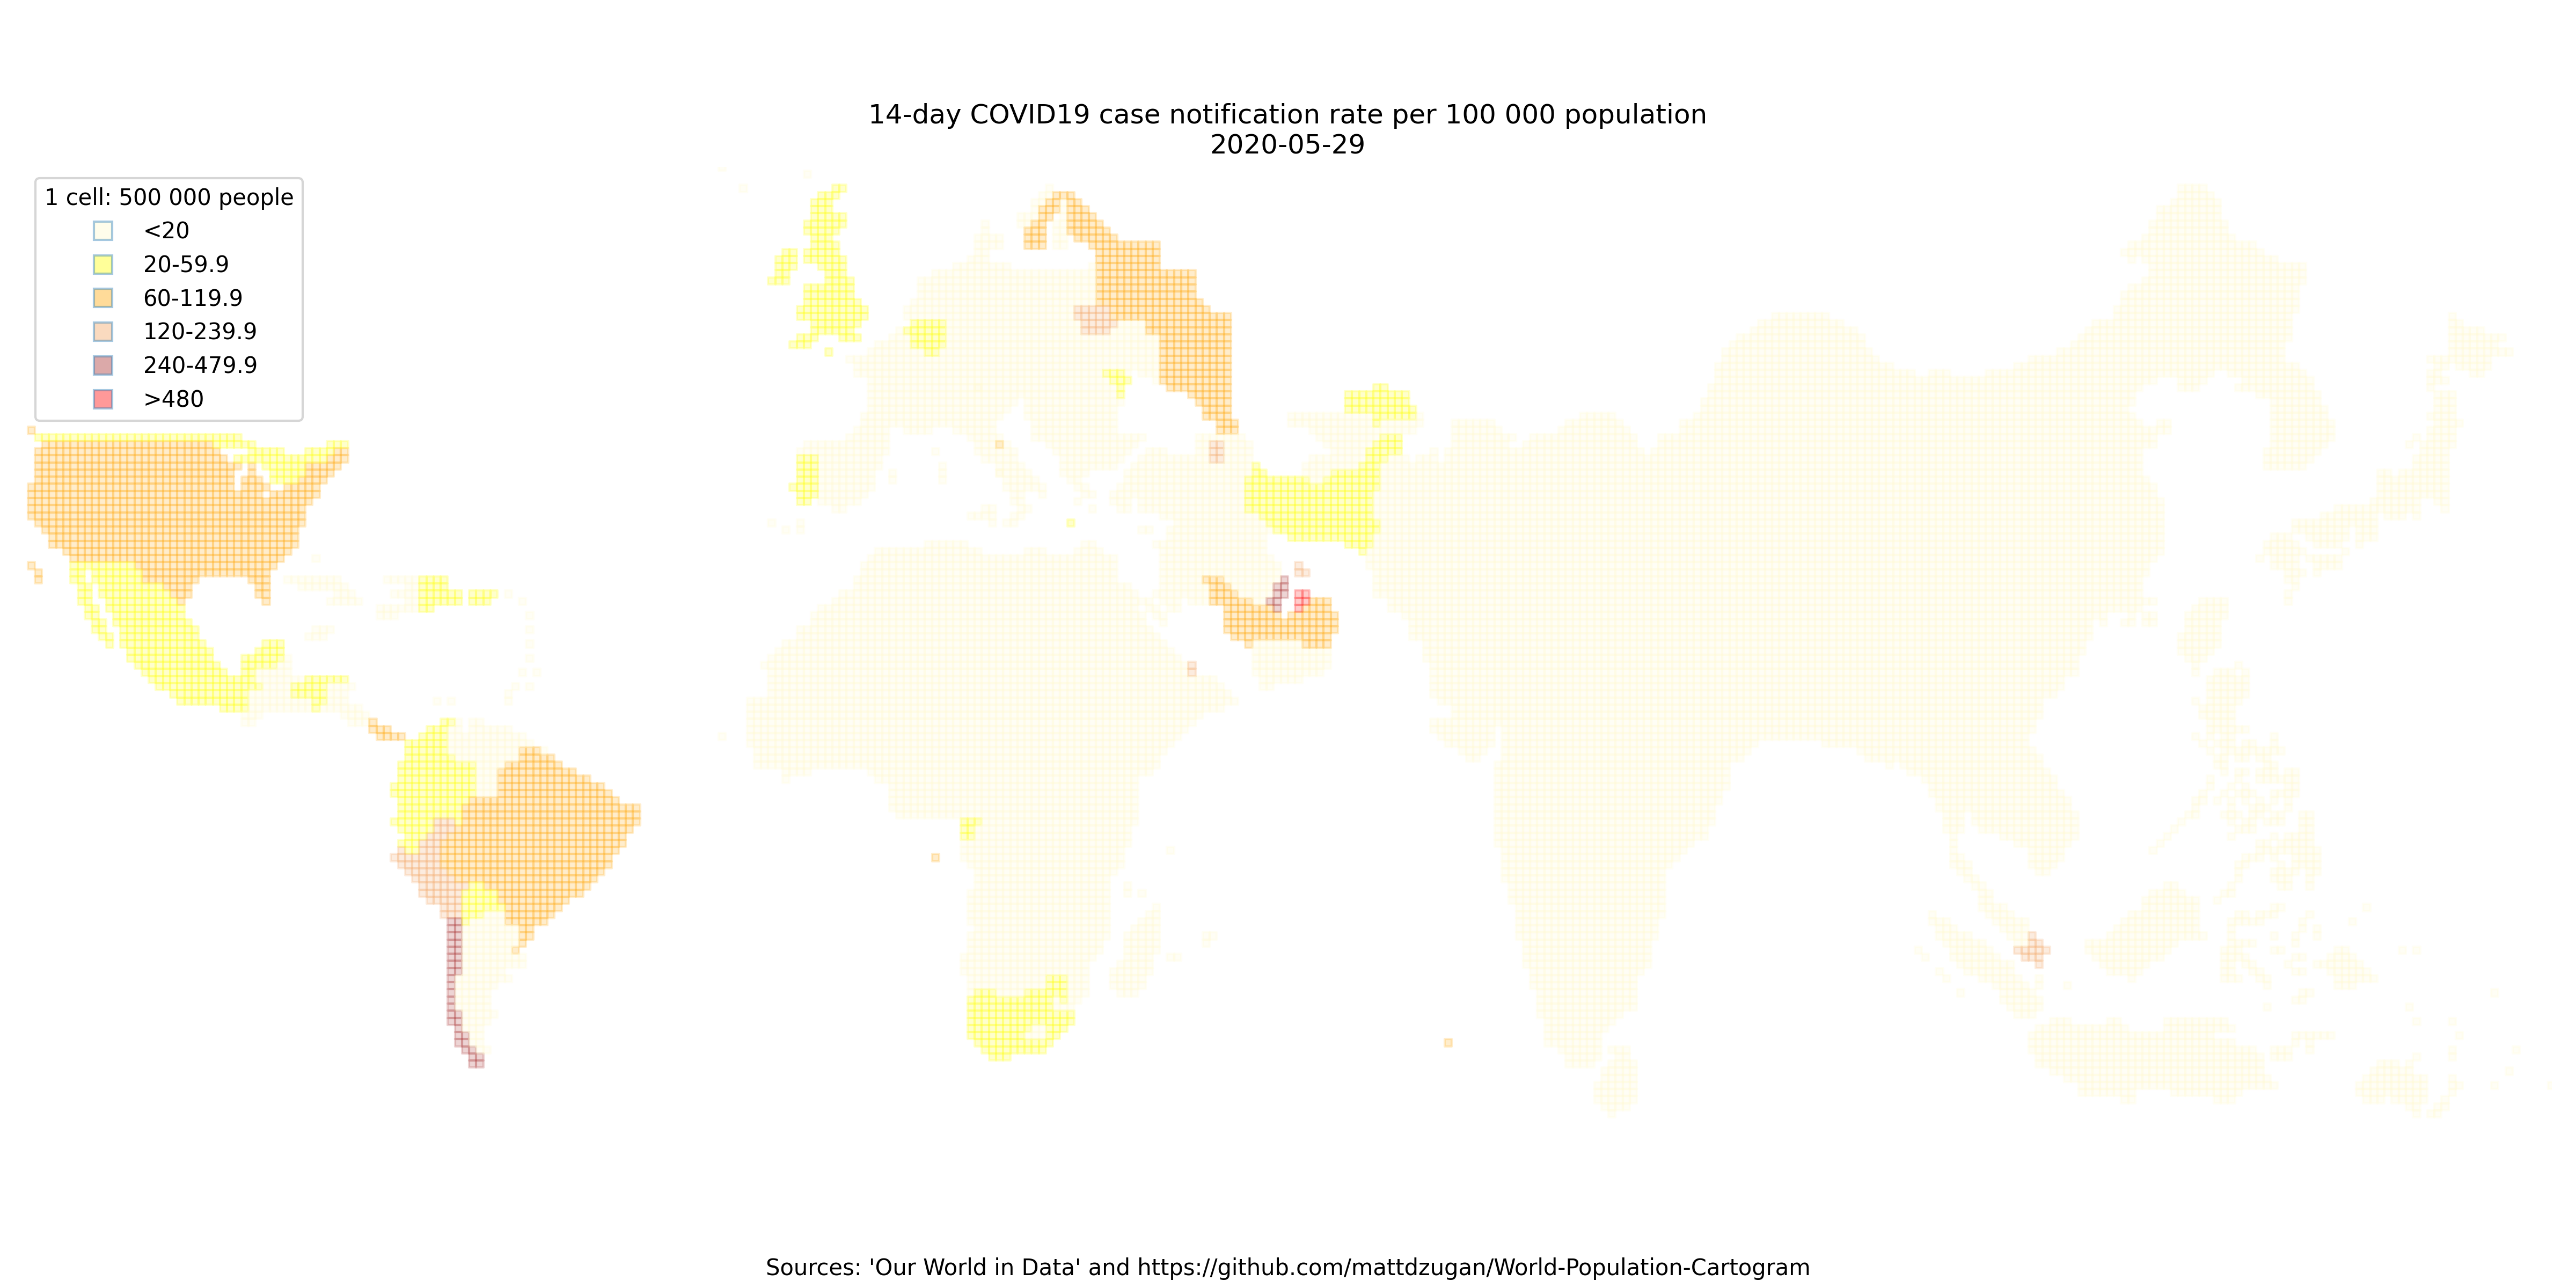 14-day COVID19 case notification rate per 100 000 population
2020-05-29
1 cell: 500 000 people
<20
20-59.9
60-119.9
120-239.9
240-479.9
>480
Sources: 'Our World in Data' and https://github.com/mattdzugan/World-Population-Cartogram